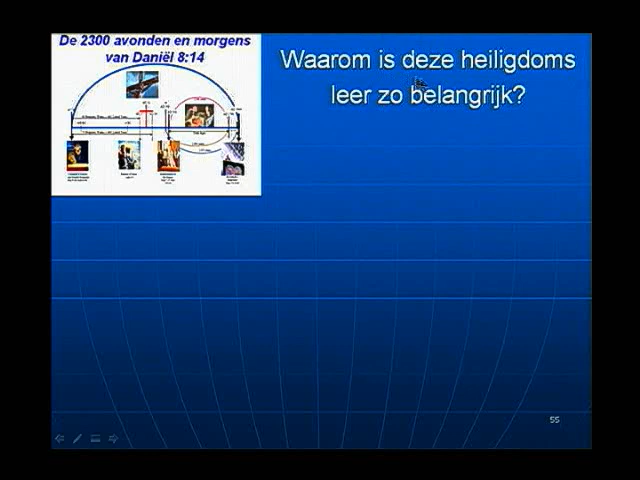 De 2300 avonden en morgens
van Daniël 8:14
Waarom is deze heiligdoms
leer zo belangrijk?
55